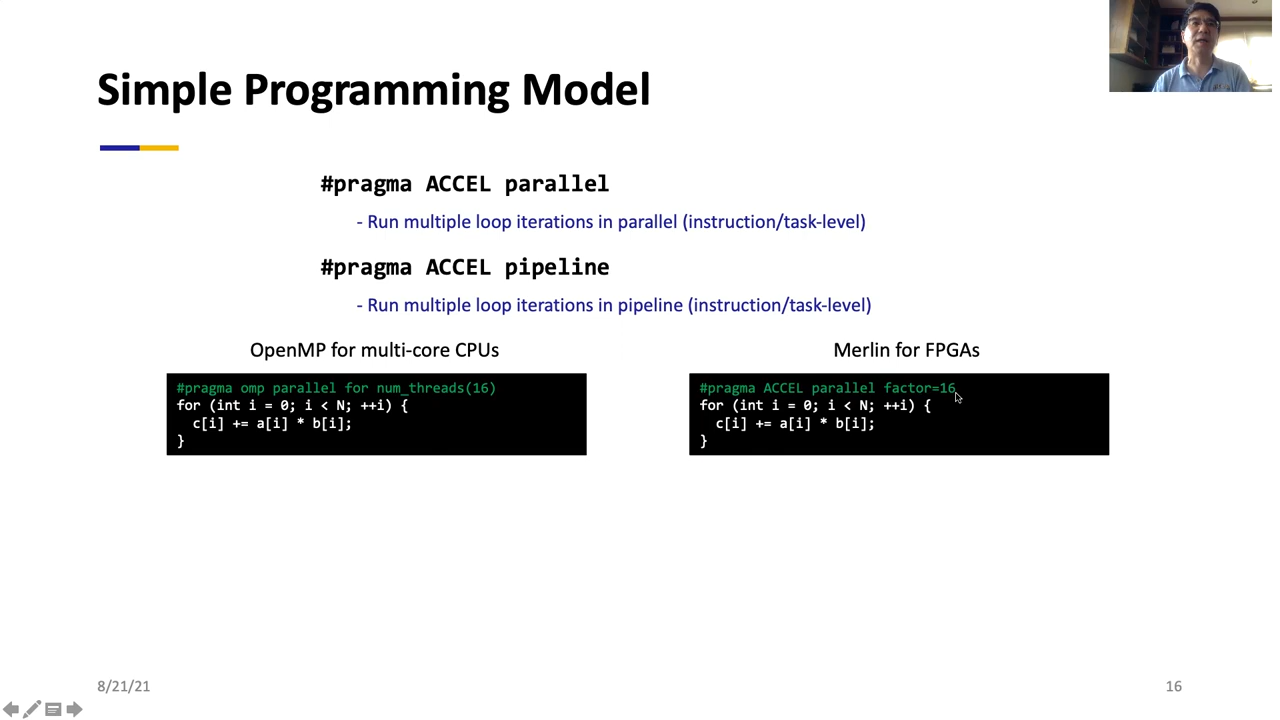 Simple Programming Model
#pragma ACCEL parallel
- Run multiple loop iterations in parallel (instruction/task-level)
#pragma ACCEL pipeline
- Run multiple loop iterations in pipeline (instruction/task-level)
OpenMP for multi-core CPUs
#pragma omp parallel for num_threads(16)
for (int i = 0; i < N; ++i) {
c[i] += a[i] * b[i];
}
Merlin for FPGAs
#pragma ACCEL parallel factor=16
for (int i = 0; i < N; ++i) {
c[i] += a[i] * b[i];
}
8/21/21
16